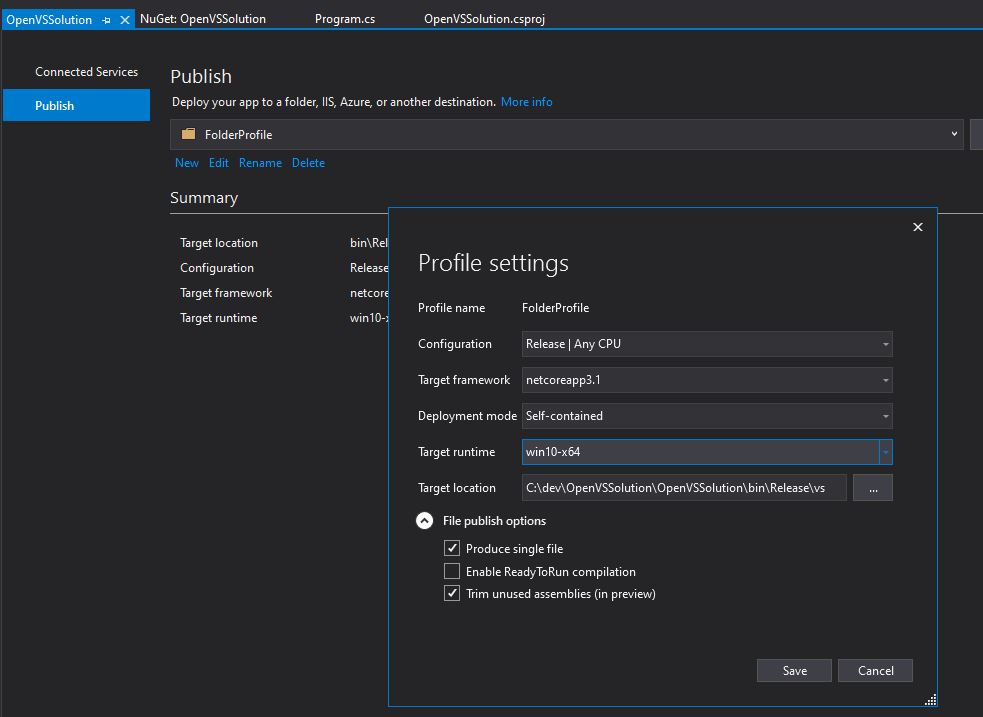 OpenVSSolution
NuGet: OpenVSSolution
Program.cs
OpenVSSolution.csproj
Connected Services
Publish
Publish
Deploy your app to a folder, IIS, Azure, or another destination. More info
FolderProfile
New Edit Rename Delete
Summary
Target location bin\Rel
Configuration Release
Target framework netcore
Target runtime win10-x
Profile settings
Profile name FolderProfile
Configuration Release | Any CPU
Target framework netcoreapp3.1
Deployment mode Self-contained
Target runtime win10-x64
Target location C:\dev\OpenVSSolution\OpenVSSolution\bin\Release\vs ...
File publish options
Produce single file
Enable ReadyToRun compilation
Trim unused assemblies (in preview)
Save Cancel